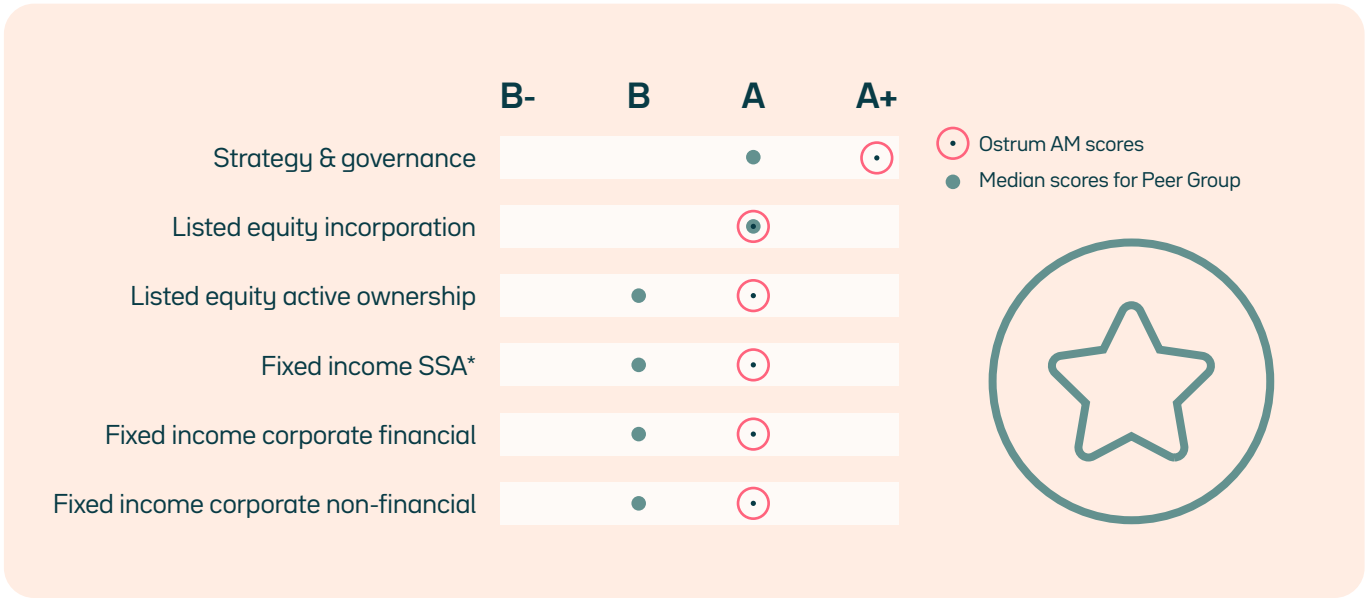 B- B A A+
Strategy & governance
Listed equity incorporation
Listed equity active ownership
Fixed income SSA*
Fixed income corporate financial
Fixed income corporate non-financial
Ostrum AM scores
Median scores for Peer Group